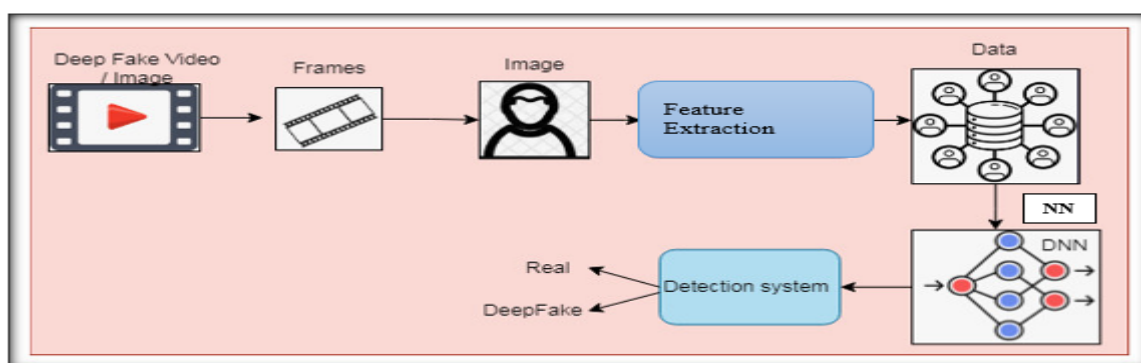 Deep Fake Video
/ Image
Frames
Image
Feature
Extraction
Data
NN
DNN
Detection system
Real
DeepFake